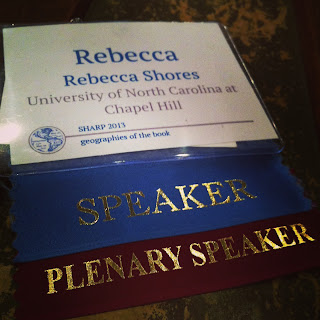 Rebecca
Rebecca Shores
University of North Carolina at
Chapel Hill
SHARP 2013
geographies of the book
SPEAKER
PLENARY SPEAKER